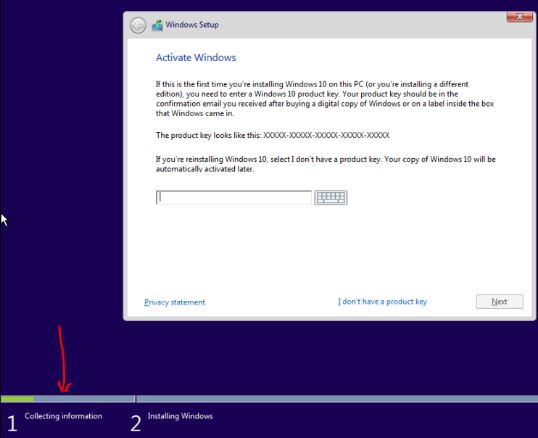 Windows Setup
Activate Windows
If this is the first time you're installing Windows 10 on this PC (or you're installing a different
edition), you need to enter a Windows 10 product key. Your product key should be in the
confirmation email you received after buying a digital copy of Windows or on a label inside the box
that Windows came in.
The product key looks like this: XXXXX-XXXXX-XXXXX-XXXXX-XXXXX
If you're reinstalling Windows 10, select I don't have a product key. Your copy of Windows 10 will be
automatically activated later.
Privacy statement
I don't have a product key
Next
1 Collecting information
2 Installing Windows